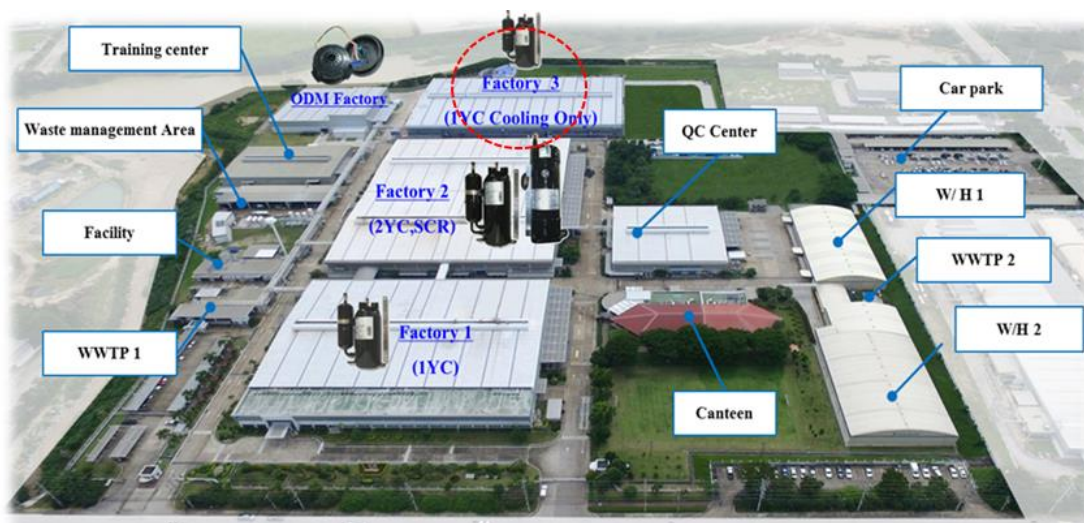 Training center
Factory 3
(1YC Cooling Only)
ODM Factory
Car park
Waste management Area
QC Center
W/ H 1
Factory 2
(2YC,SCR)
Facility
WWTP 2
Factory 1
(1YC)
WWTP 1
W/H 2
Canteen